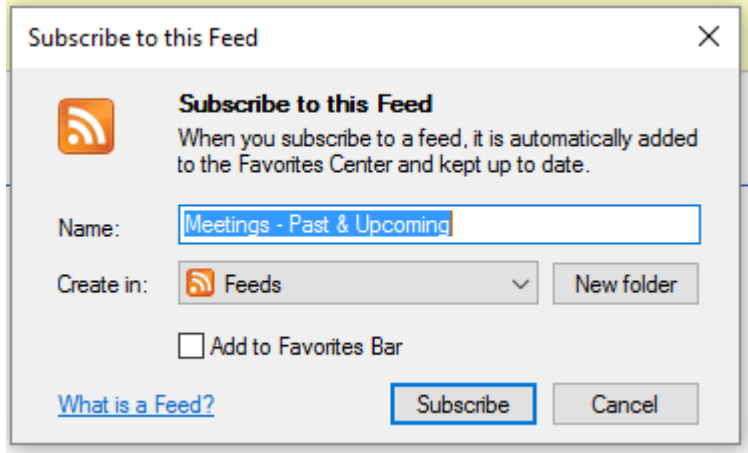 Subscribe to this Feed
Subscribe to this Feed
When you subscribe to a feed, it is automatically added
to the Favorites Center and kept up to date.
Name: Meetings - Past & Upcoming
Create in: Feeds New folder
Add to Favorites Bar
What is a Feed? Subscribe Cancel